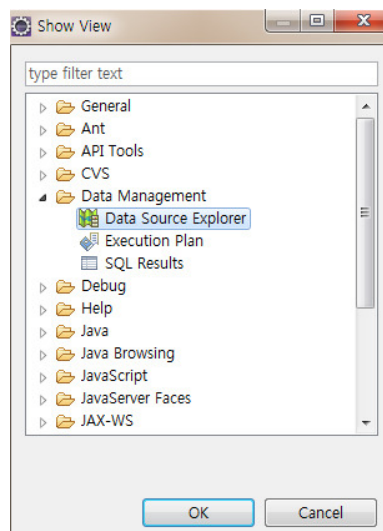 Show View
type filter text
General
Ant
API Tools
CVS
Data Management
Data Source Explorer
Execution Plan
SQL Results
Debug
Help
Java
Java Browsing
JavaScript
JavaServer Faces
JAX-WS
OK Cancel